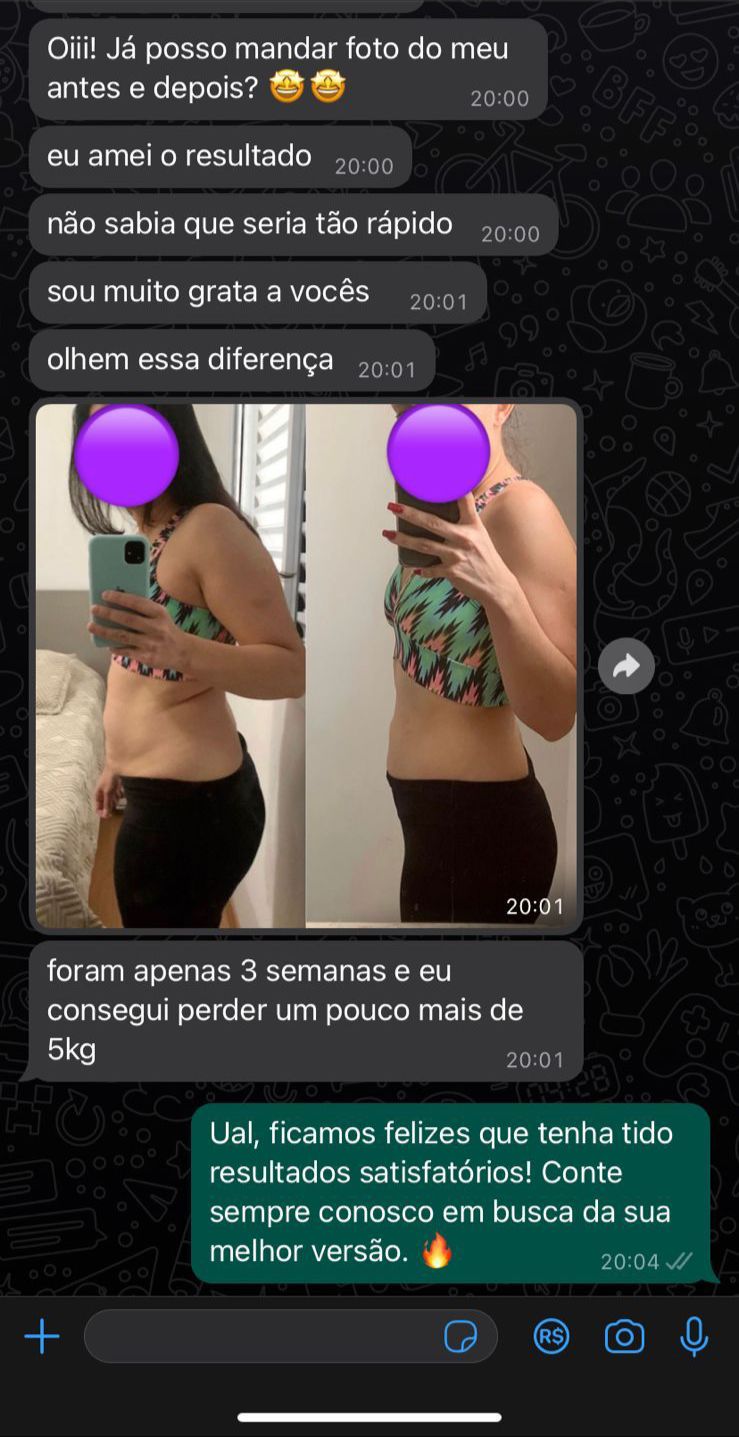 Oiii! Já posso mandar foto do meu
antes e depois? 🤩🤩
20:00
eu amei o resultado 20:00
não sabia que seria tão rápido 20:00
sou muito grata a vocês 20:01
olhem essa diferença 20:01
20:01
foram apenas 3 semanas e eu
consegui perder um pouco mais de
5kg
20:01
Ual, ficamos felizes que tenha tido
resultados satisfatórios! Conte
sempre conosco em busca da sua
melhor versão. 🔥
20:04
R$